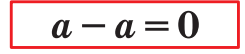 a − a = 0